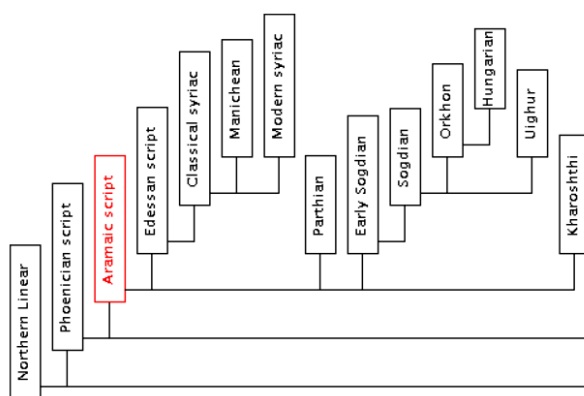 Northern Linear
Phoenician script
Aramaic script
Edessan script
Classical syriac
Manichean
Modern syriac
Parthian
Early Sogdian
Sogdian
Orkhon
Hungarian
Uighur
Kharoshthi